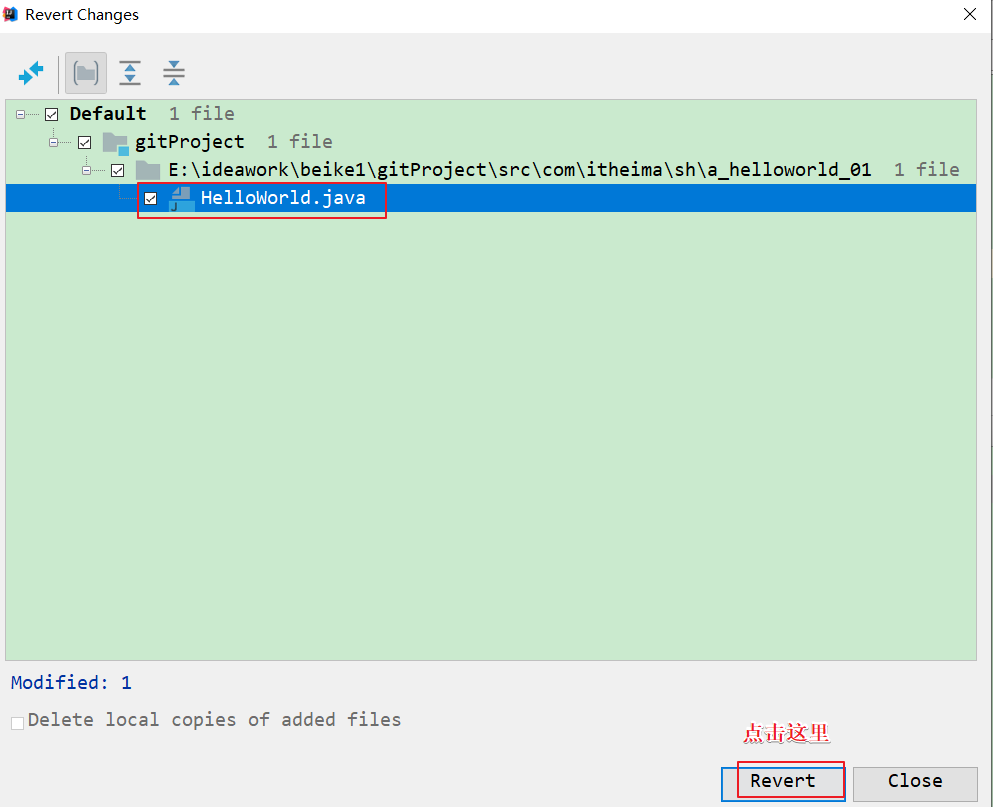 Revert Changes
Default 1 file
gitProject 1 file
E:\ideawork\beike1\gitProject\src\com\itheima\sh\a_helloworld_01 1 file
HelloWorld.java
Modified: 1
Delete local copies of added files
点击这里
Revert Close